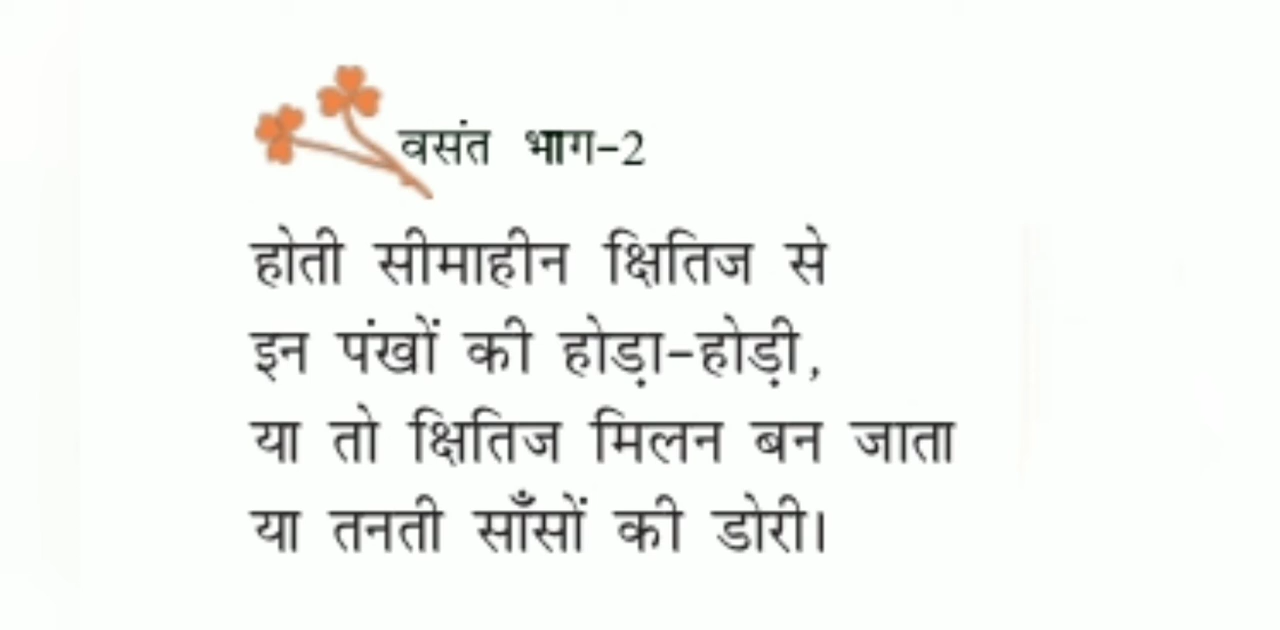 वसंत भाग-2
होती सीमाहीन क्षितिज से
इन पंखों की होड़ा-होड़ी,
या तो क्षितिज मिलन बन जाता
या तनती साँसों की डोरी।